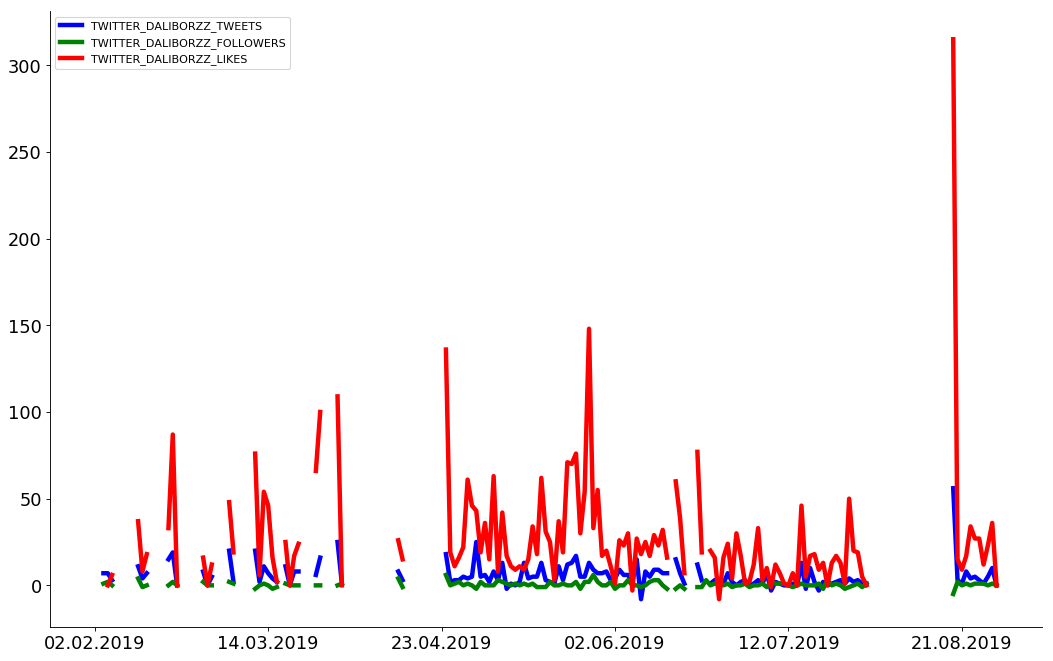 TWITTER_DALIBORZZ_TWEETS
TWITTER_DALIBORZZ_FOLLOWERS
TWITTER_DALIBORZZ_LIKES
300
250
200
150
100
50
0
02.02.2019 14.03.2019 23.04.2019 02.06.2019 12.07.2019 21.08.2019